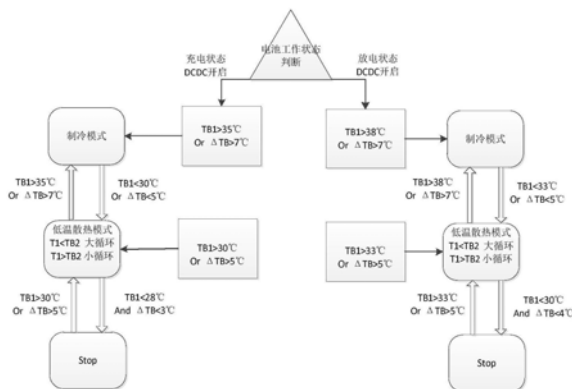 充电状态
DCDC开启
电池工作状态
判断
放电状态
DCDC开启
制冷模式
TB1>35℃
Or ΔTB>7℃
TB1>38℃
Or ΔTB>7℃
制冷模式
TB1>35℃
Or ΔTB>7℃
TB1<30℃
Or ΔTB<5℃
TB1>38℃
Or ΔTB>7℃
TB1<33℃
Or ΔTB<5℃
低温散热模式
T1<TB2 大循环
T1>TB2 小循环
TB1>30℃
Or ΔTB>5℃
TB1>33℃
Or ΔTB>5℃
低温散热模式
T1<TB2 大循环
T1>TB2 小循环
TB1>30℃
Or ΔTB>5℃
TB1<28℃
And ΔTB<3℃
TB1>33℃
Or ΔTB>5℃
TB1<30℃
And ΔTB<4℃
Stop
Stop